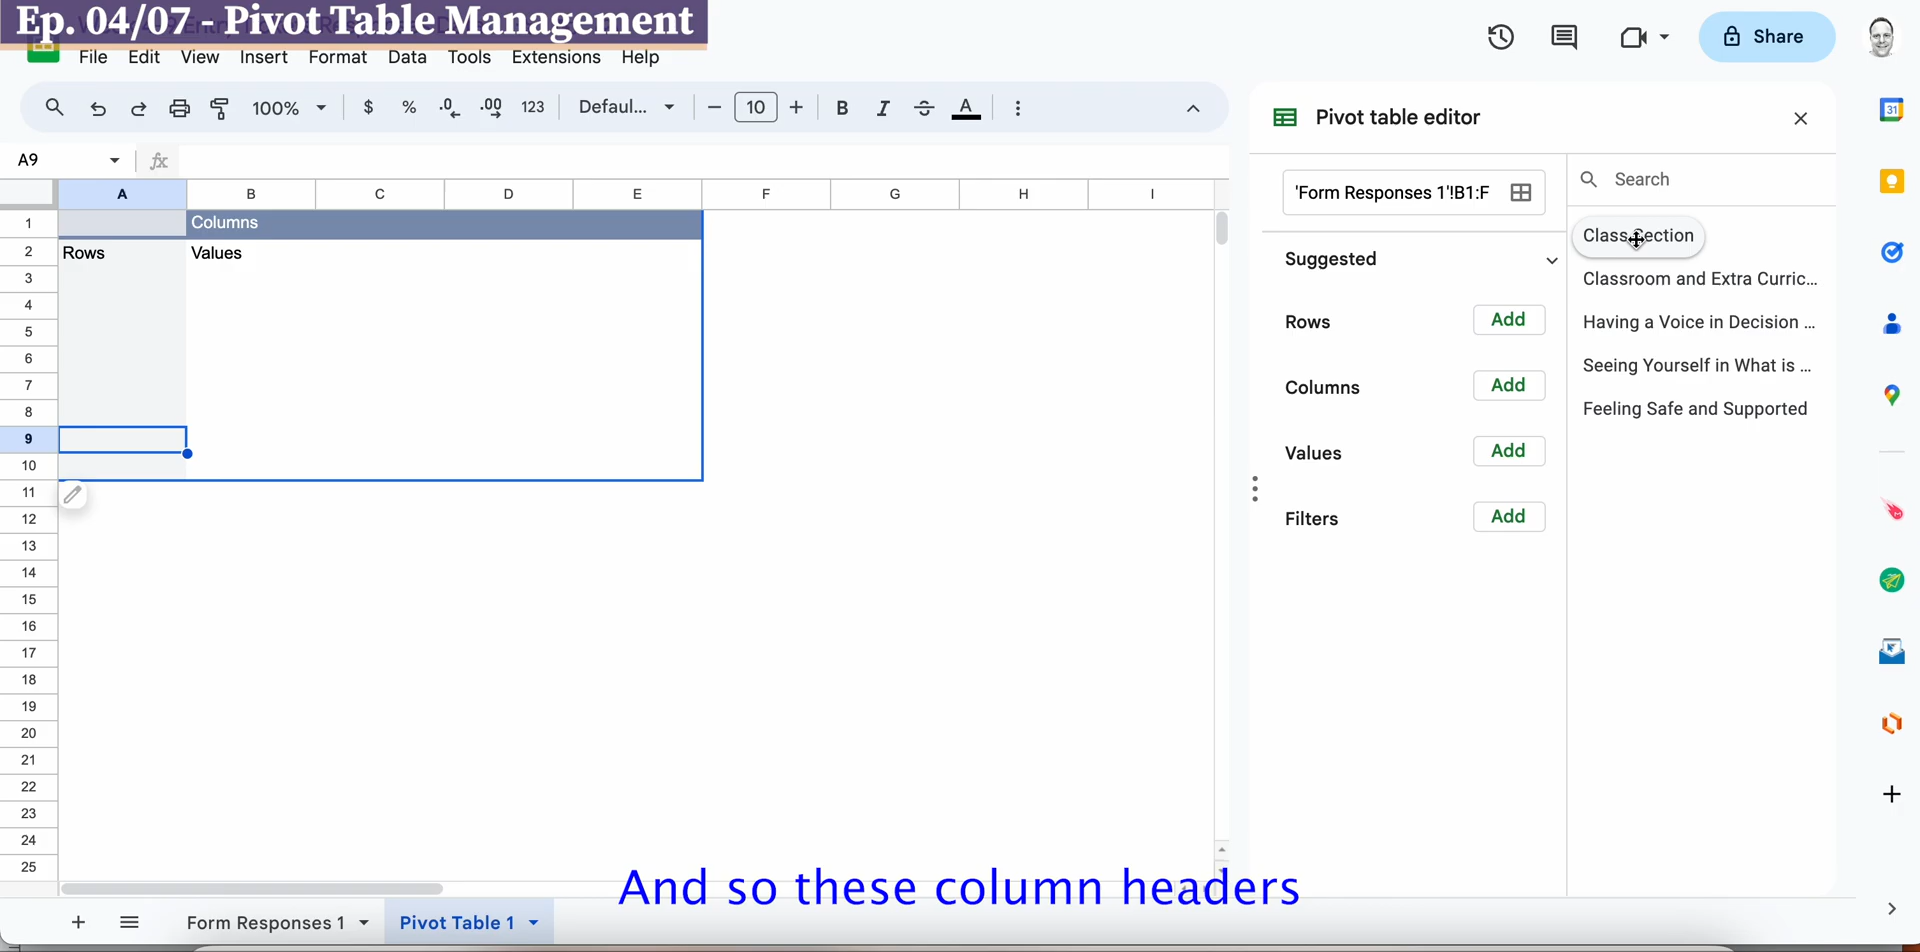 Ep. 04/07 - Pivot Table Management
File Edit View Insert Format Data Tools Extensions Help
Share
100% $ % .0 .00 123 Defaul... 10 B I S A
Pivot table editor
A9 fx
'Form Responses 1'!B1:F
Search
A B C D E F G H I
1 Columns
2 Rows Values
3
4
5
6
7
8
9
10
11
12
13
14
15
16
17
18
19
20
21
22
23
24
25
Suggested
Rows Add
Columns Add
Values Add
Filters Add
Class Section
Classroom and Extra Curric...
Having a Voice in Decision ...
Seeing Yourself in What is ...
Feeling Safe and Supported
31
And so these column headers
Form Responses 1 Pivot Table 1